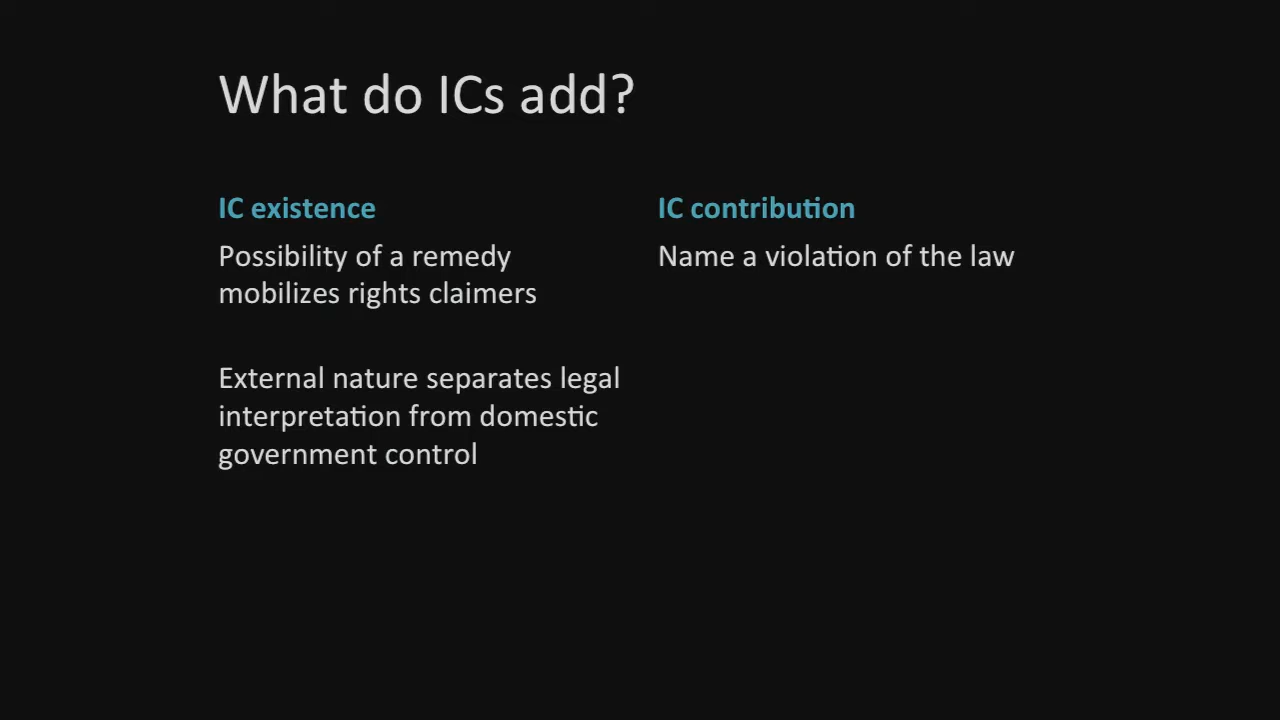 What do ICs add?
IC existence
Possibility of a remedy
mobilizes rights claimers
External nature separates legal
interpretation from domestic
government control
IC contribution
Name a violation of the law